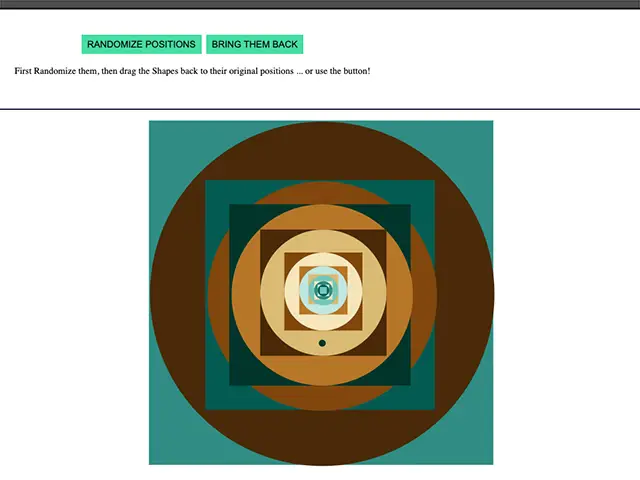 RANDOMIZE POSITIONS BRING THEM BACK
First Randomize them, then drag the Shapes back to their original positions ... or use the button!